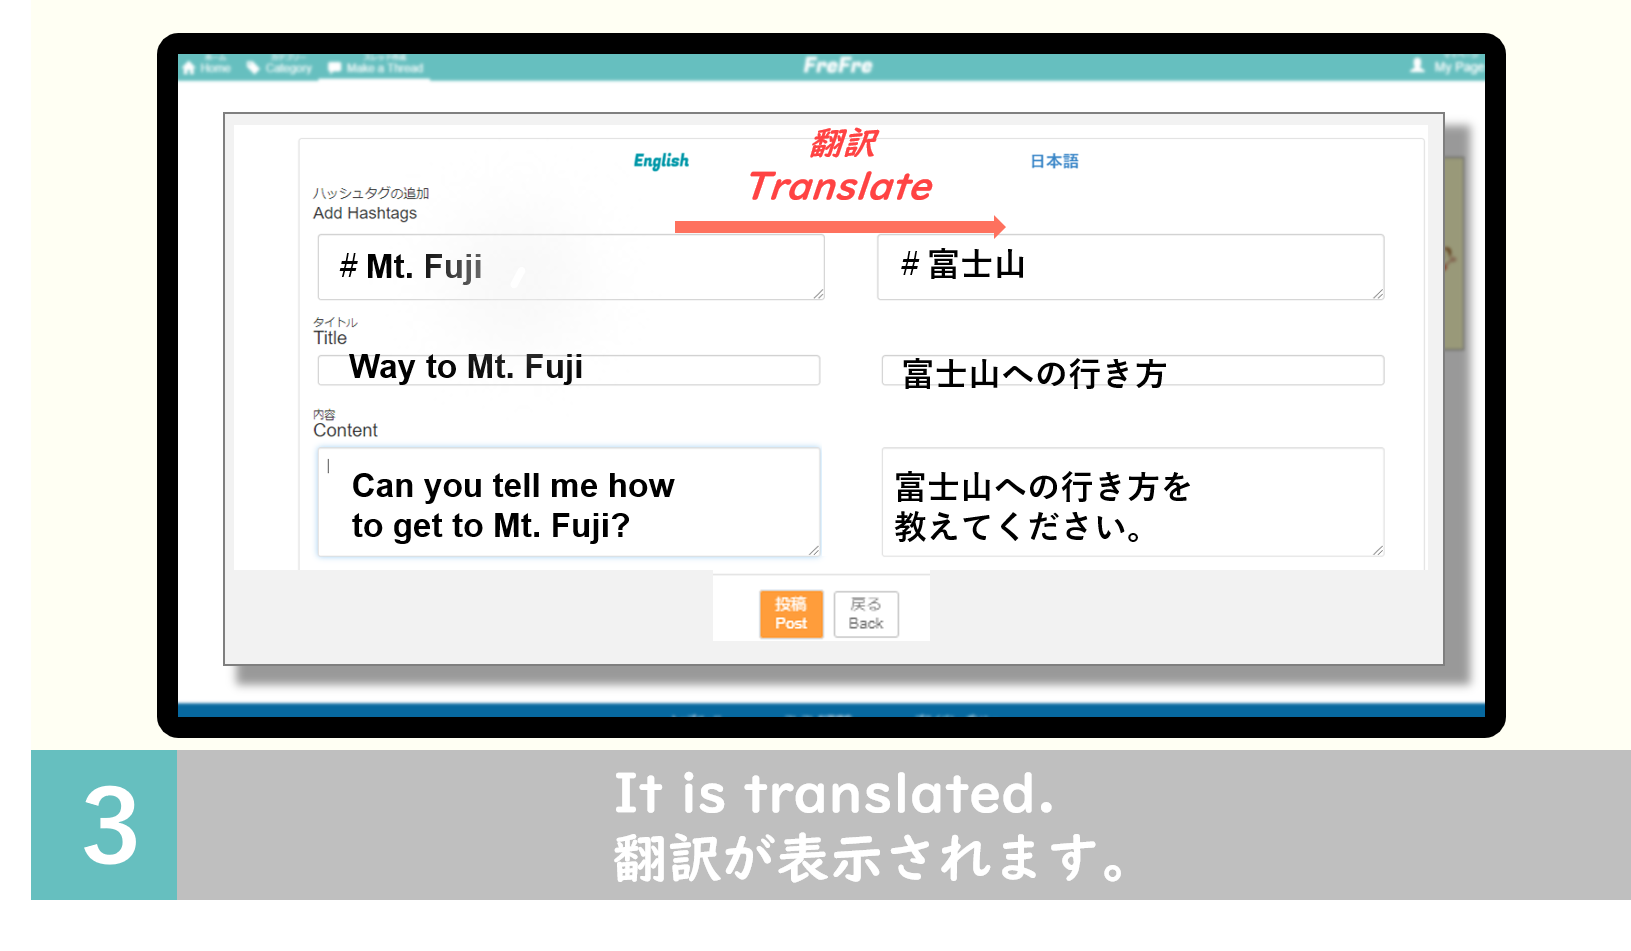 Home
Category
Make a Thread
FreFre
My Page
翻訳
Translate
English
日本語
ハッシュタグの追加
Add Hashtags
# Mt. Fuji
# 富士山
タイトル
Title
Way to Mt. Fuji
富士山への行き方
内容
Content
Can you tell me how
to get to Mt. Fuji?
富士山への行き方を
教えてください。
投稿
Post
戻る
Back
3
It is translated.
翻訳が表示されます。